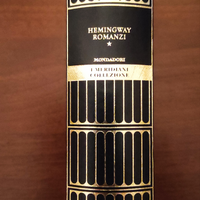 HEMINGWAY
ROMANZI
*
MONDADORI
I MERIDIANI
COLLEZIONE